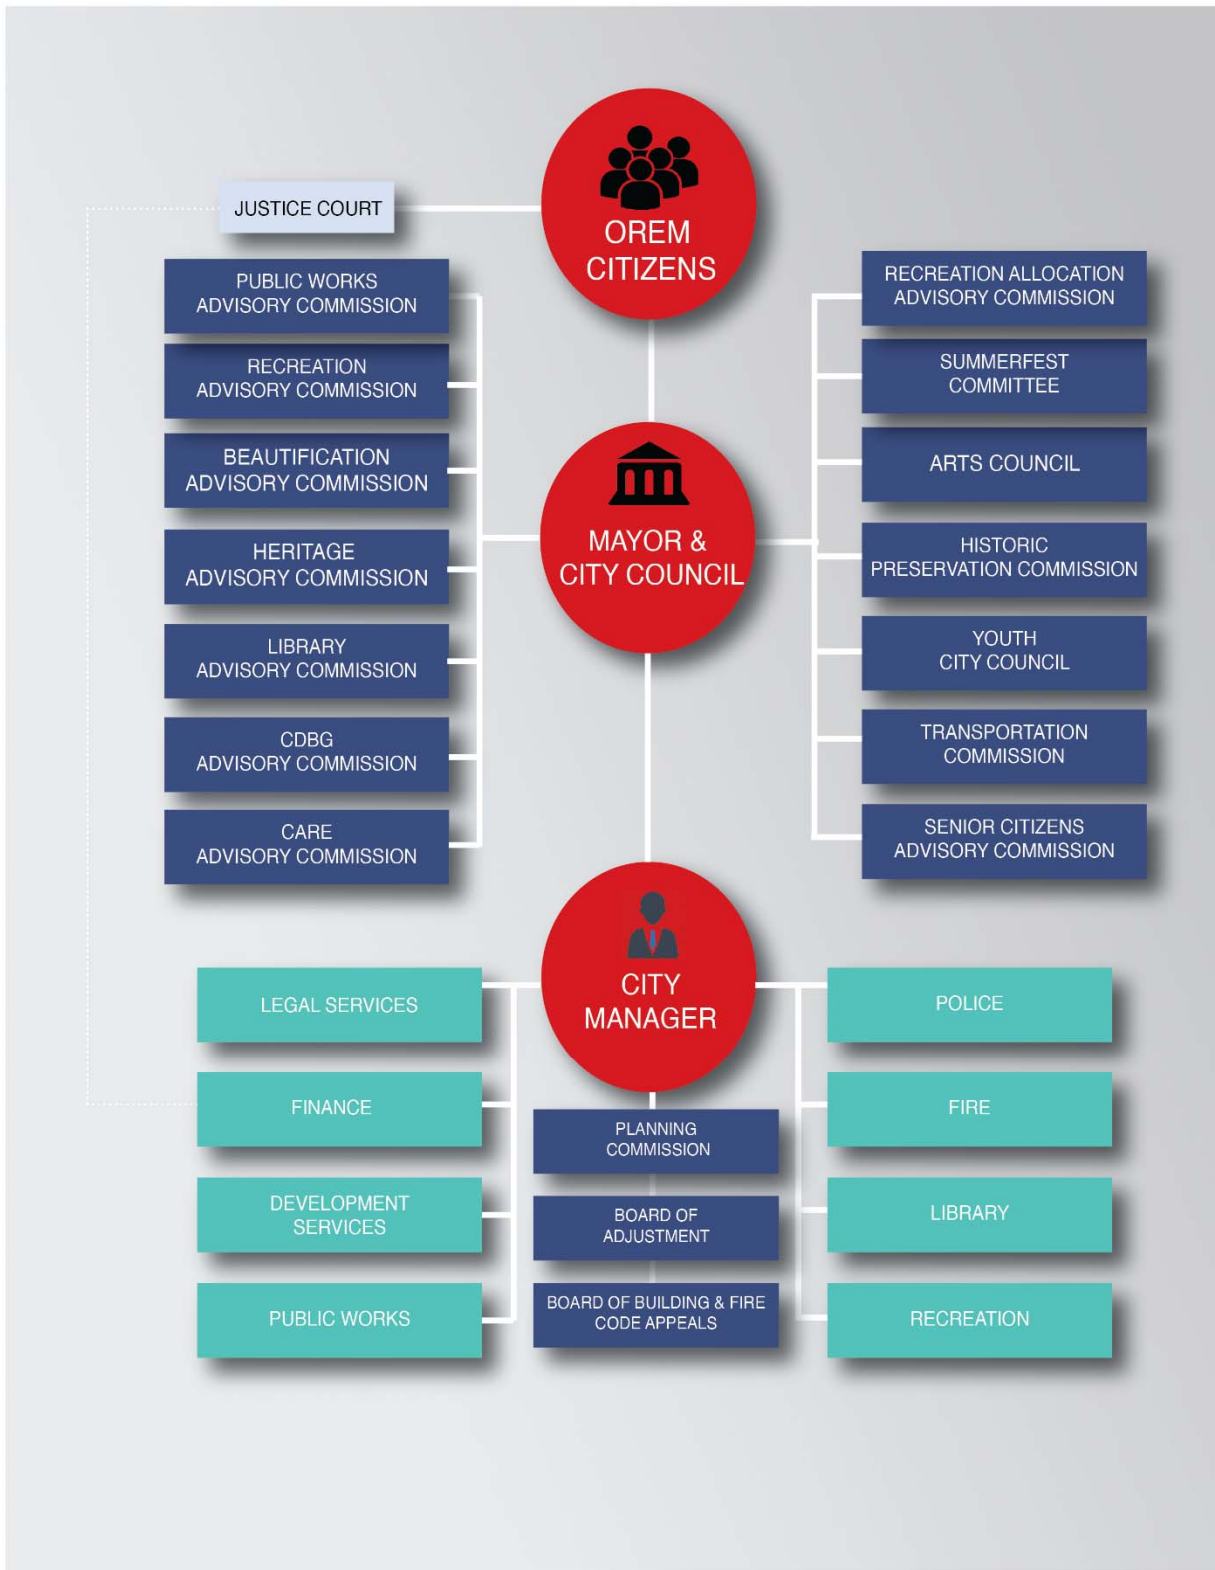 OREM
CITIZENS
JUSTICE COURT
PUBLIC WORKS
ADVISORY COMMISSION
RECREATION
ADVISORY COMMISSION
BEAUTIFICATION
ADVISORY COMMISSION
HERITAGE
ADVISORY COMMISSION
LIBRARY
ADVISORY COMMISSION
CDBG
ADVISORY COMMISSION
CARE
ADVISORY COMMISSION
MAYOR &
CITY COUNCIL
RECREATION ALLOCATION
ADVISORY COMMISSION
SUMMERFEST
COMMITTEE
ARTS COUNCIL
HISTORIC
PRESERVATION COMMISSION
YOUTH
CITY COUNCIL
TRANSPORTATION
COMMISSION
SENIOR CITIZENS
ADVISORY COMMISSION
CITY
MANAGER
LEGAL SERVICES
FINANCE
DEVELOPMENT
SERVICES
PUBLIC WORKS
PLANNING
COMMISSION
BOARD OF
ADJUSTMENT
BOARD OF BUILDING & FIRE
CODE APPEALS
POLICE
FIRE
LIBRARY
RECREATION